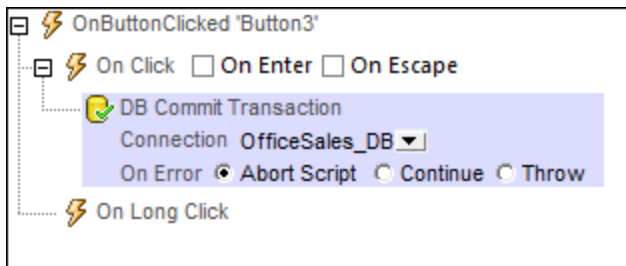 OnButtonClicked 'Button3'
On Click On Enter On Escape
DB Commit Transaction
Connection OfficeSales_DB
On Error Abort Script Continue Throw
On Long Click